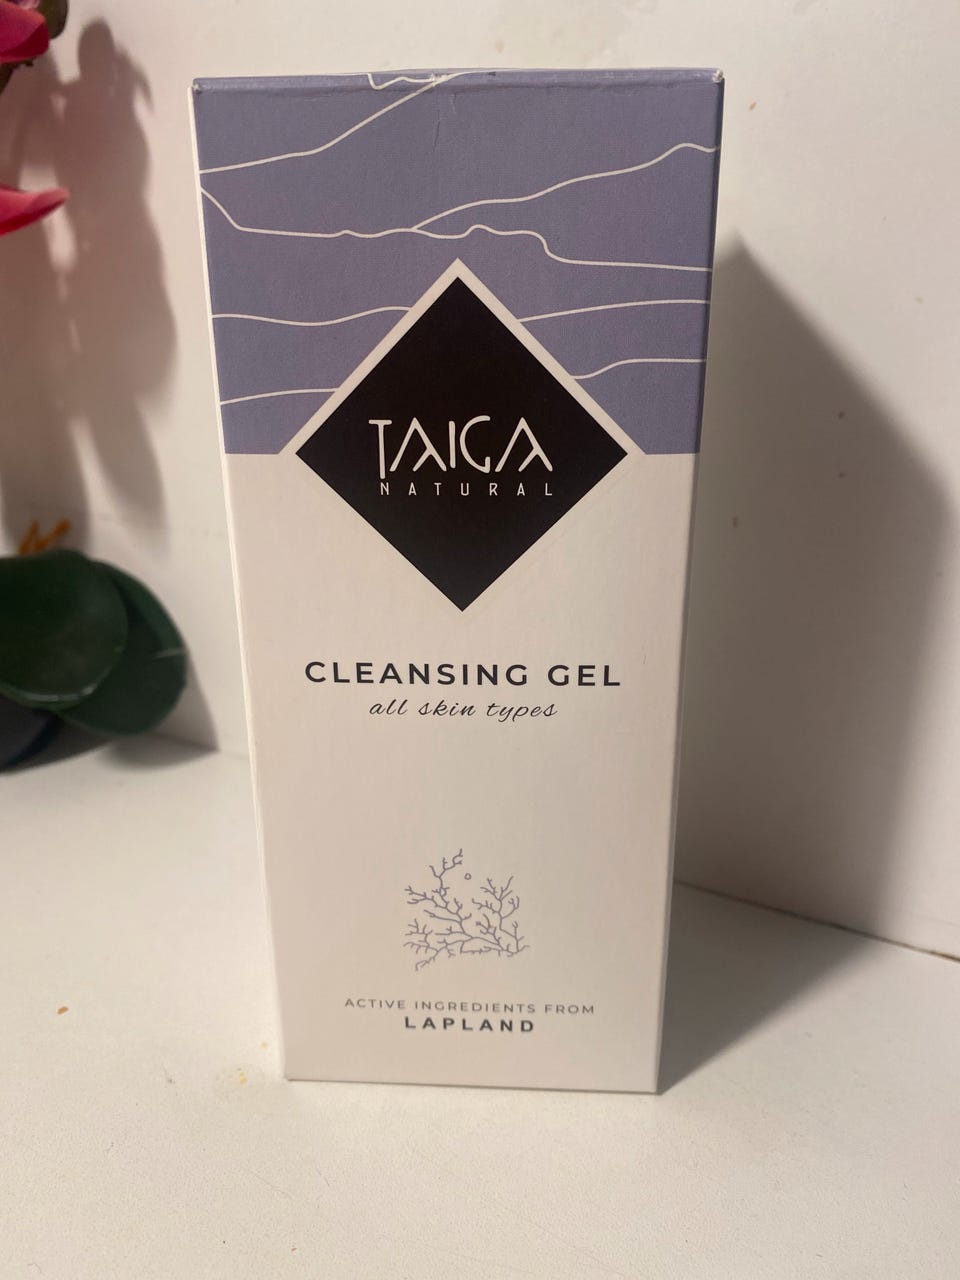 TAIGA
NATURAL
CLEANSING GEL
all skin types
ACTIVE INGREDIENTS FROM
LAPLAND